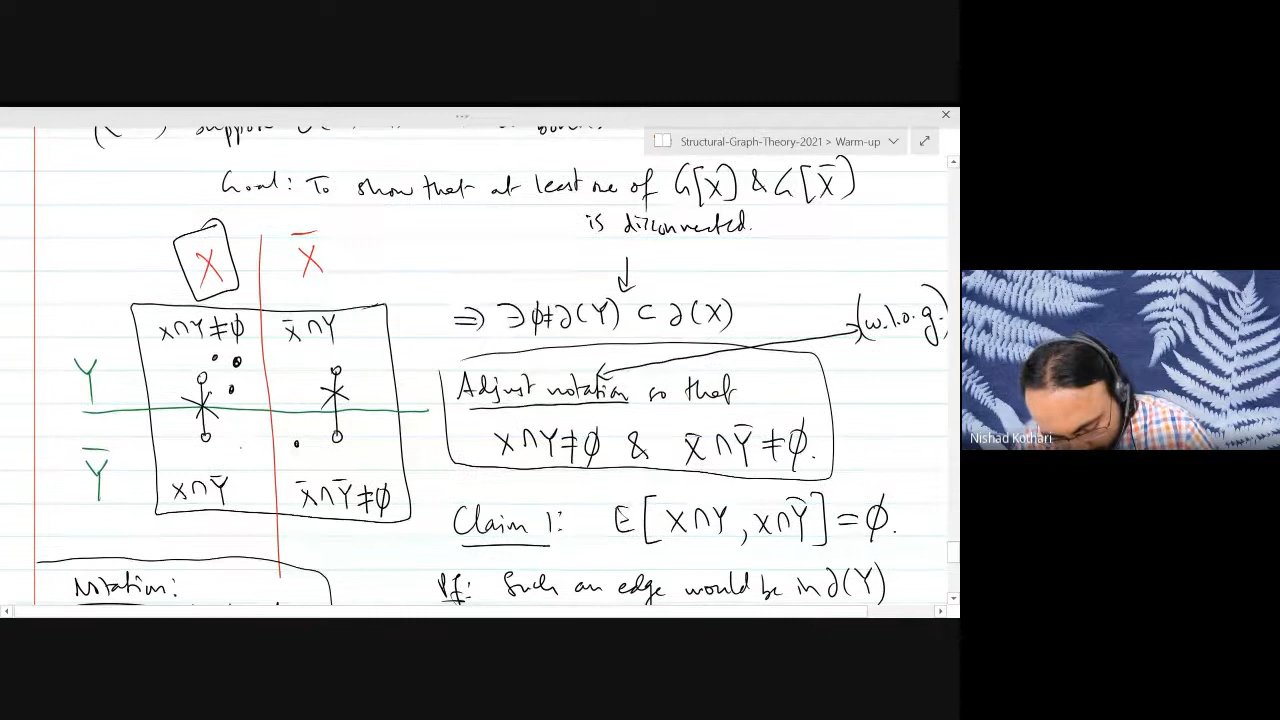 Structural-Graph-Theory-2021 > Warm-up
Goal: To show that at least one of G[X] & G[X̄]
is disconnected.
X X̄
⇒ ∃ ∅≠∂(Y) ⊂ ∂(X)
(w.l.o.g.)
X∩Y≠∅ X̄∩Y
Y
Adjust notation so that
X∩Y≠∅ & X̄∩Ȳ≠∅.
Ȳ
X∩Ȳ X̄∩Ȳ≠∅
Claim 1: E[X∩Y, X∩Ȳ] = ∅.
Notation:
Pf: Such an edge would be in ∂(Y)
Nishad Kothari